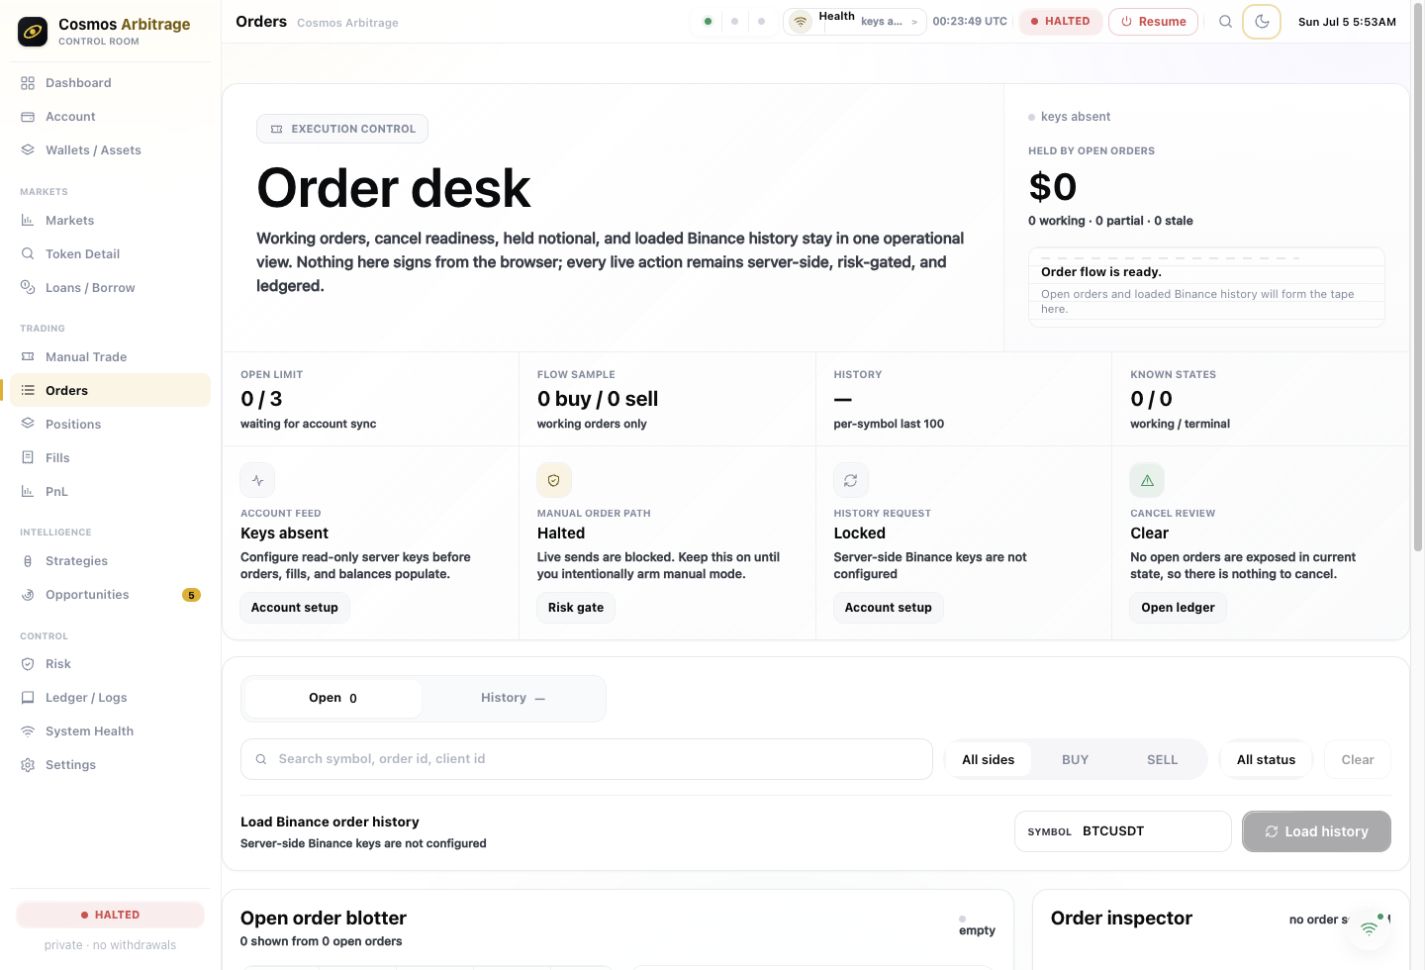 Cosmos Arbitrage
CONTROL ROOM
Dashboard
Account
Wallets / Assets
MARKETS
Markets
Token Detail
Loans / Borrow
TRADING
Manual Trade
Orders
Positions
Fills
PnL
INTELLIGENCE
Strategies
Opportunities 5
CONTROL
Risk
Ledger / Logs
System Health
Settings
HALTED
private · no withdrawals
Orders Cosmos Arbitrage
Health keys a... > 00:23:49 UTC HALTED Resume Sun Jul 5 5:53AM
EXECUTION CONTROL
Order desk
Working orders, cancel readiness, held notional, and loaded Binance history stay in one operational
view. Nothing here signs from the browser; every live action remains server-side, risk-gated, and
ledgered.
keys absent
HELD BY OPEN ORDERS
$0
0 working · 0 partial · 0 stale
Order flow is ready.
Open orders and loaded Binance history will form the tape
here.
OPEN LIMIT
0 / 3
waiting for account sync
FLOW SAMPLE
0 buy / 0 sell
working orders only
HISTORY
—
per-symbol last 100
KNOWN STATES
0 / 0
working / terminal
ACCOUNT FEED
Keys absent
Configure read-only server keys before
orders, fills, and balances populate.
Account setup
MANUAL ORDER PATH
Halted
Live sends are blocked. Keep this on until
you intentionally arm manual mode.
Risk gate
HISTORY REQUEST
Locked
Server-side Binance keys are not
configured
Account setup
CANCEL REVIEW
Clear
No open orders are exposed in current
state, so there is nothing to cancel.
Open ledger
Open 0 History —
Search symbol, order id, client id
All sides BUY SELL All status Clear
Load Binance order history
Server-side Binance keys are not configured
SYMBOL BTCUSDT Load history
Open order blotter
0 shown from 0 open orders
empty
Order inspector
no order